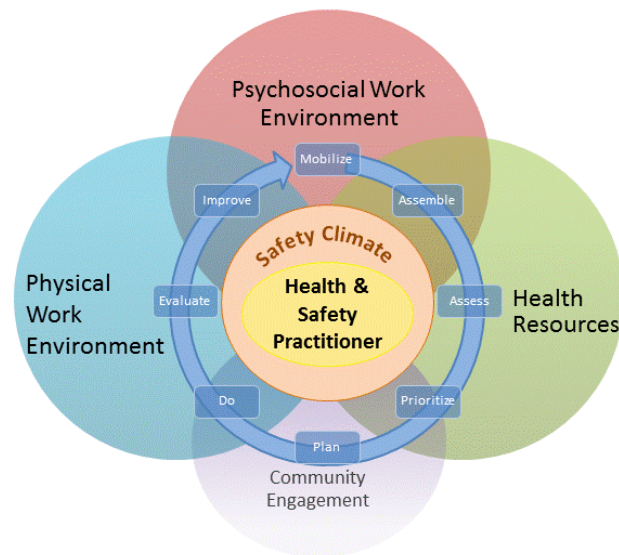 Psychosocial Work
Environment
Mobilize
Improve
Assemble
Safety Climate
Health &
Safety
Practitioner
Physical
Work
Environment
Evaluate
Assess
Health
Resources
Do
Prioritize
Plan
Community
Engagement